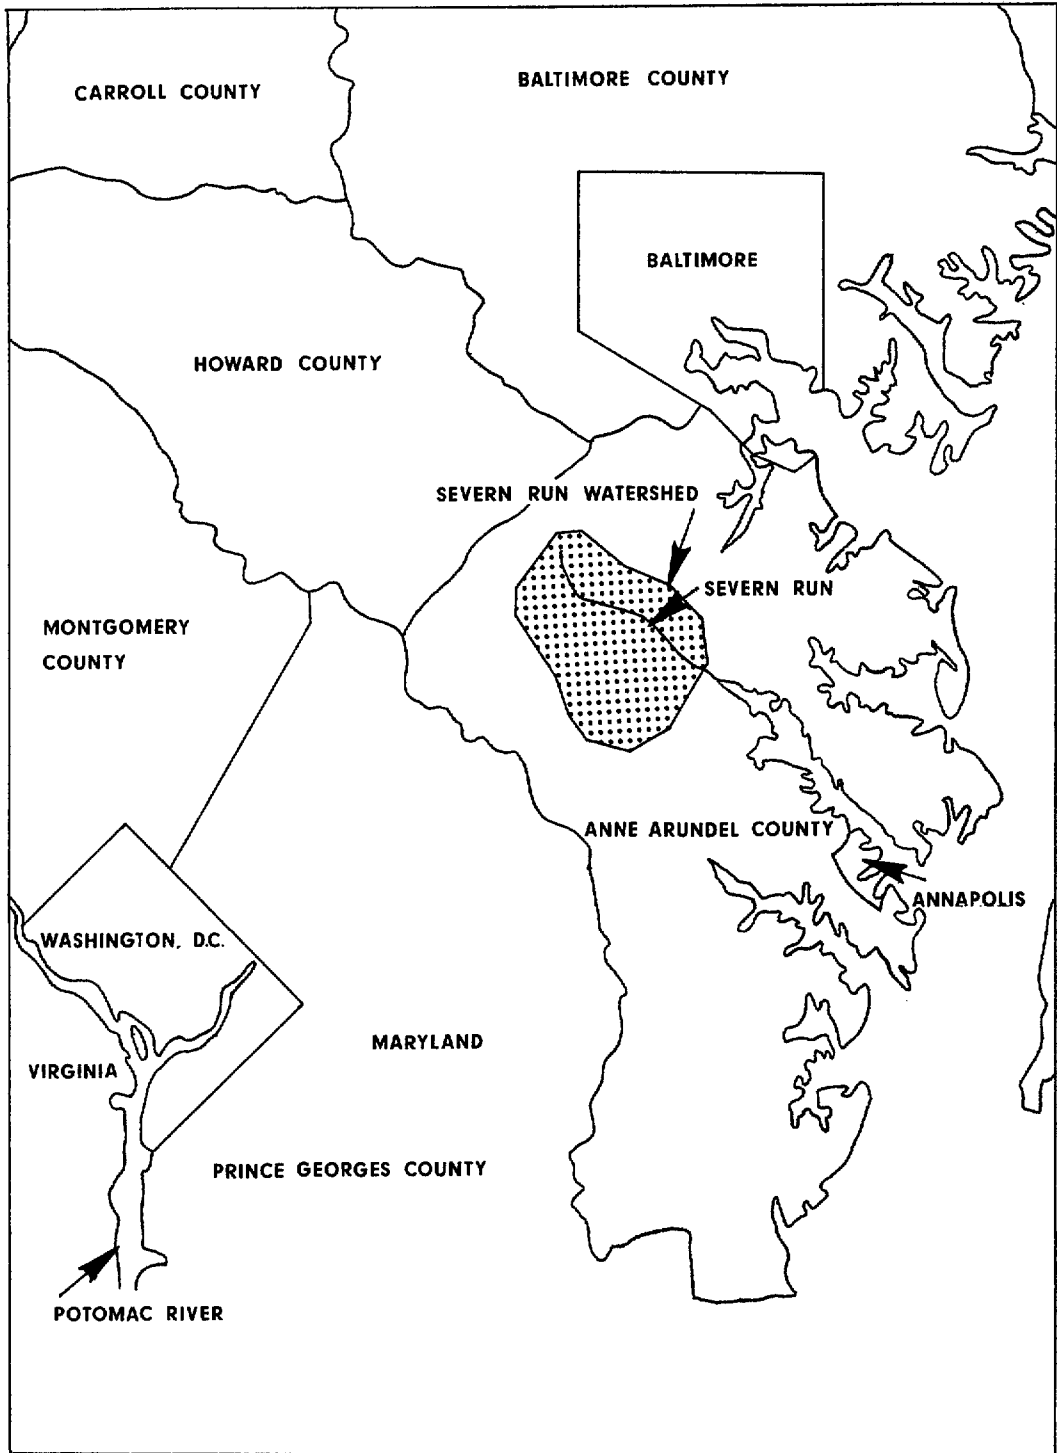 CARROLL COUNTY
BALTIMORE COUNTY
BALTIMORE
HOWARD COUNTY
SEVERN RUN WATERSHED
SEVERN RUN
MONTGOMERY
COUNTY
ANNE ARUNDEL COUNTY
ANNAPOLIS
WASHINGTON, D.C.
MARYLAND
VIRGINIA
PRINCE GEORGES COUNTY
POTOMAC RIVER